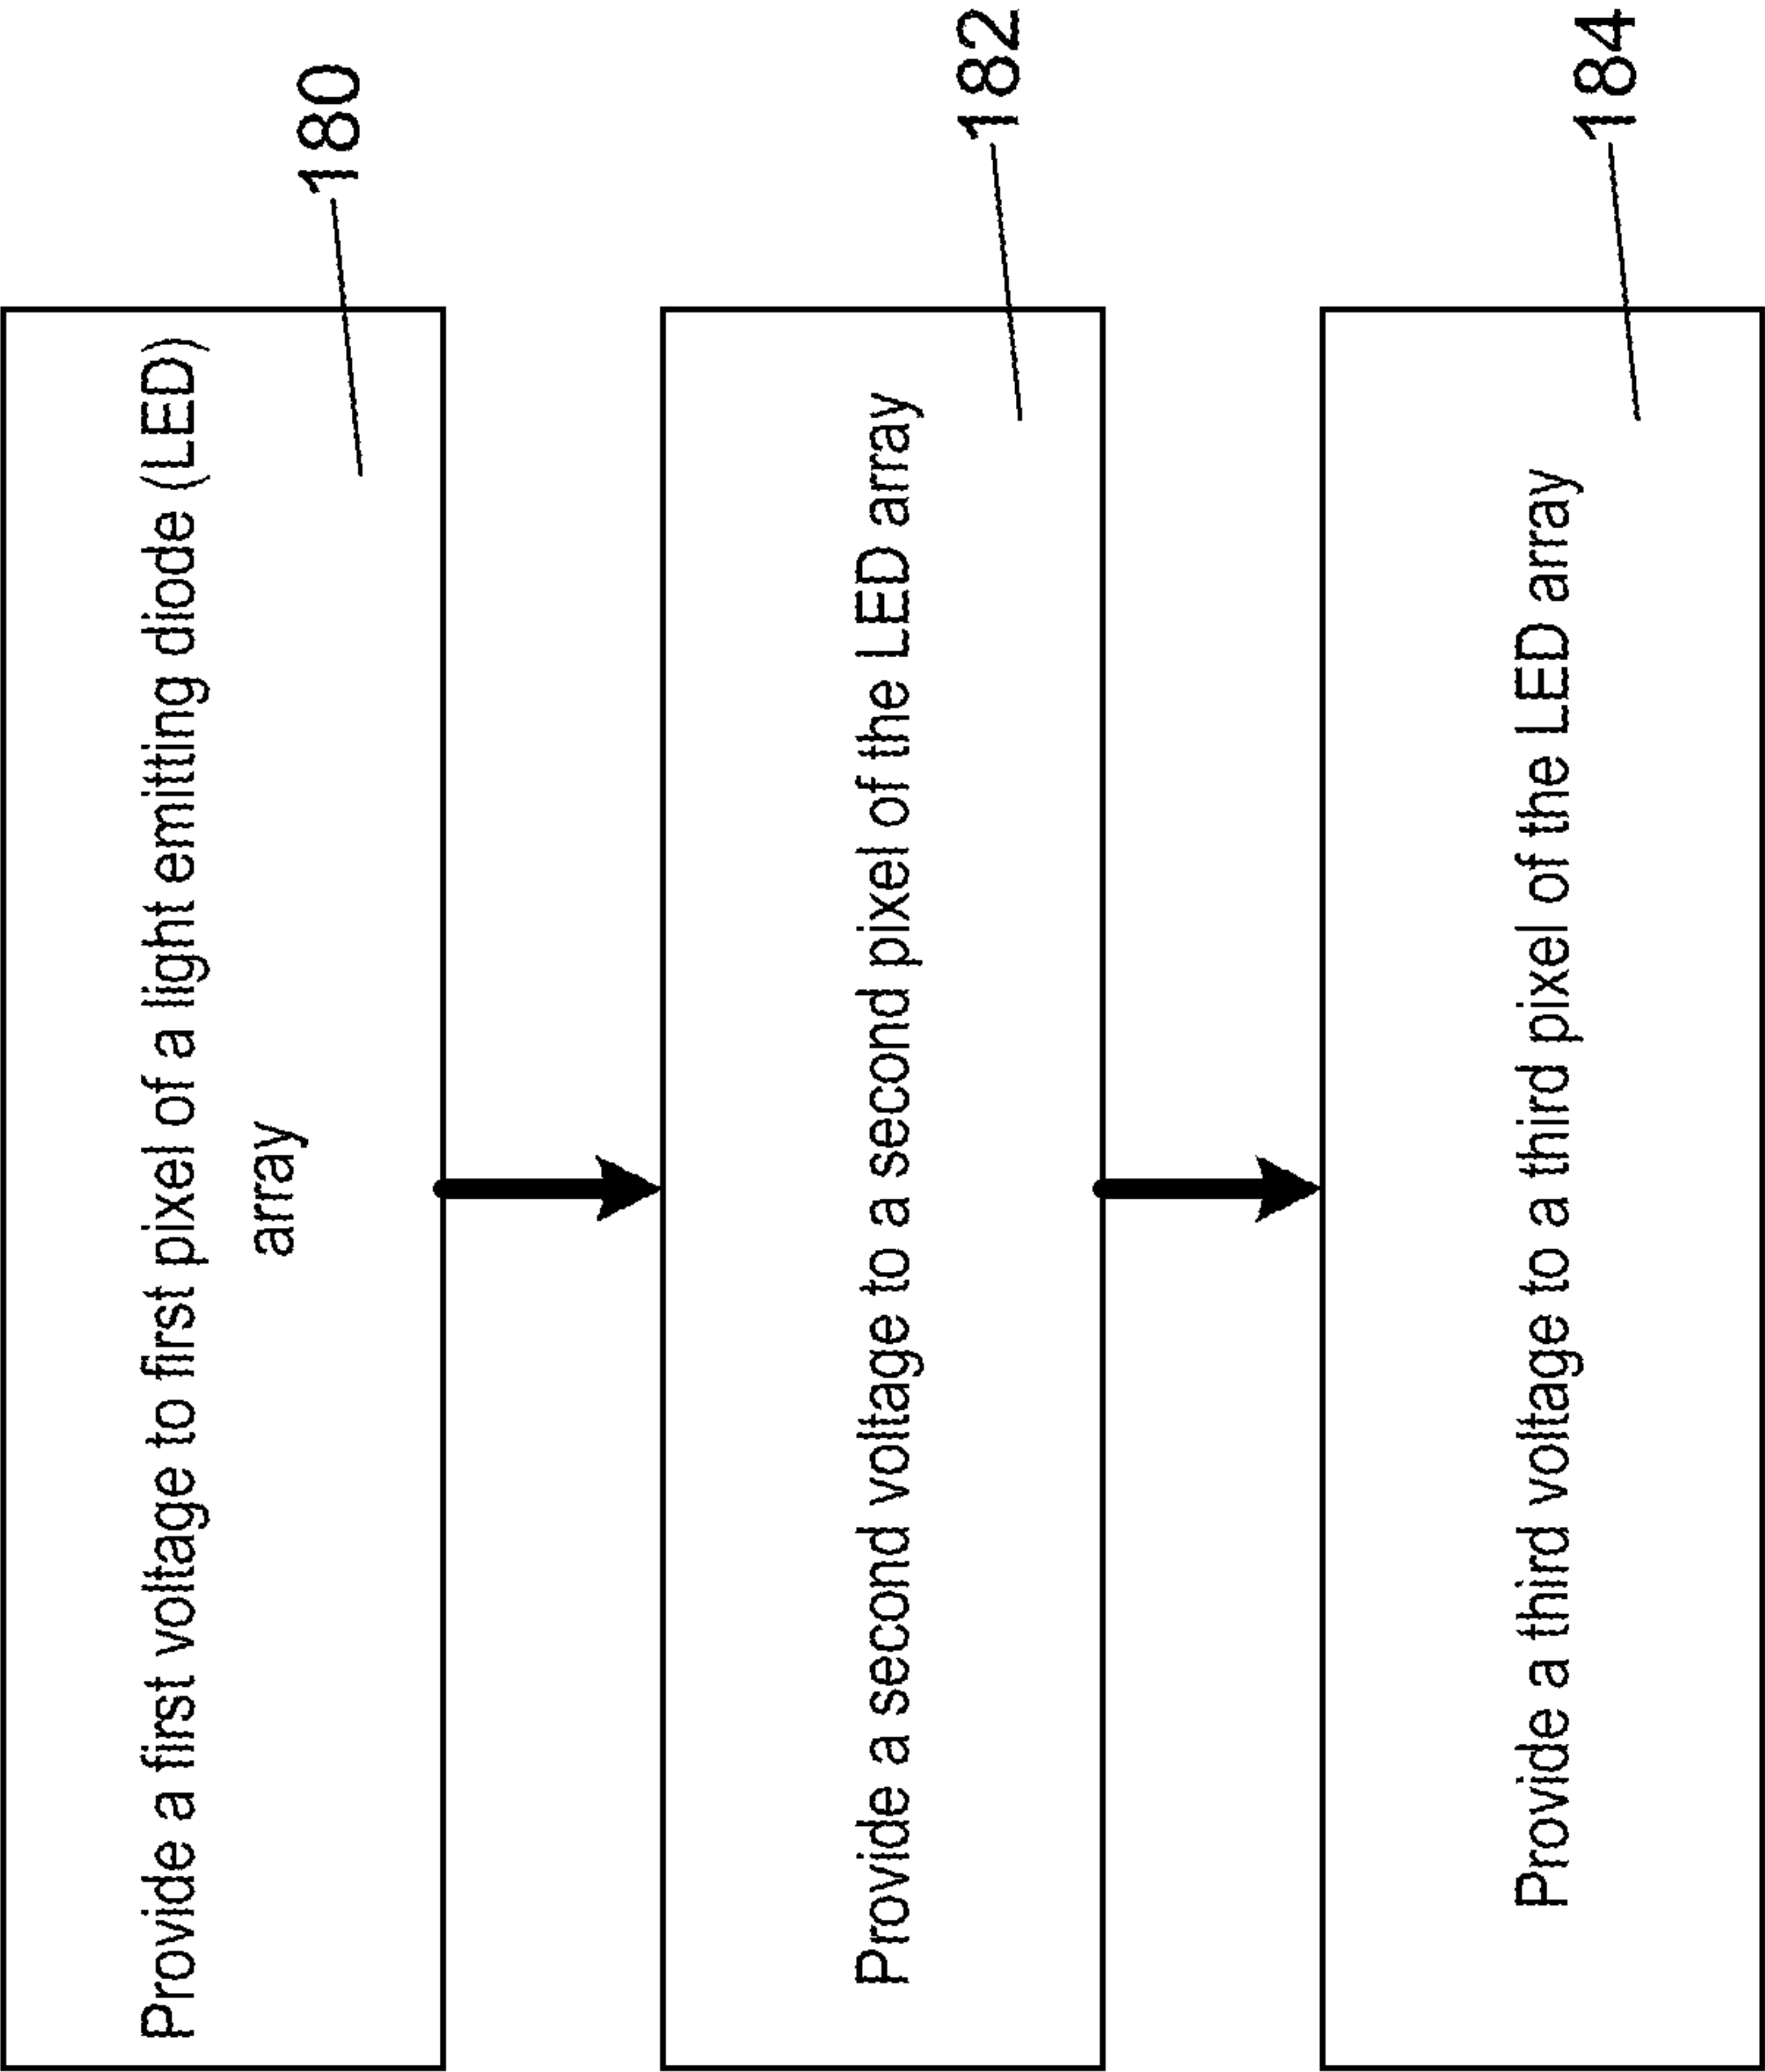 Provide a first voltage to first pixel of a light emitting diode (LED)
array
180
Provide a second voltage to a second pixel of the LED array
182
Provide a third voltage to a third pixel of the LED array
184